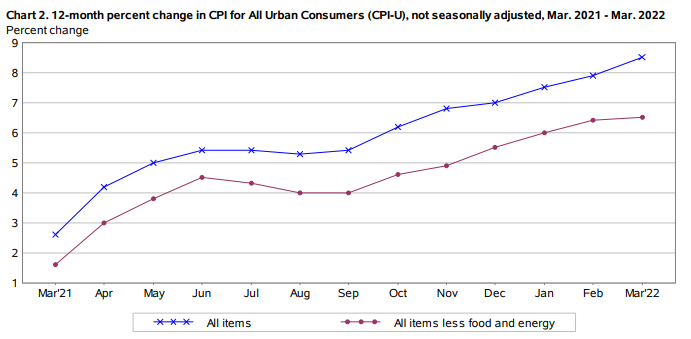 Chart 2. 12-month percent change in CPI for All Urban Consumers (CPI-U), not seasonally adjusted, Mar. 2021 - Mar. 2022
Percent change
9
8
7
6
5
4
3
2
1
Mar'21 Apr May Jun Jul Aug Sep Oct Nov Dec Jan Feb Mar'22
All items All items less food and energy